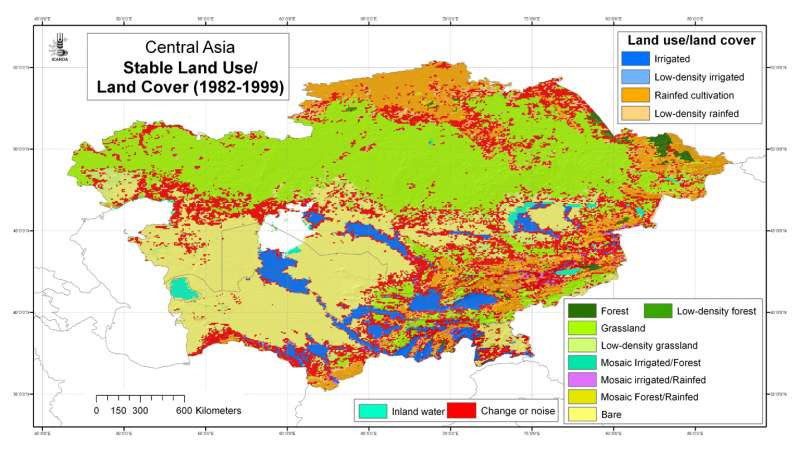 ICARDA
Central Asia
Stable Land Use/
Land Cover (1982-1999)
Land use/land cover
Irrigated
Low-density irrigated
Rainfed cultivation
Low-density rainfed
Forest
Low-density forest
Grassland
Low-density grassland
Mosaic Irrigated/Forest
Mosaic irrigated/Rainfed
Mosaic Forest/Rainfed
Bare
0 150 300 600 Kilometers
Inland water
Change or noise